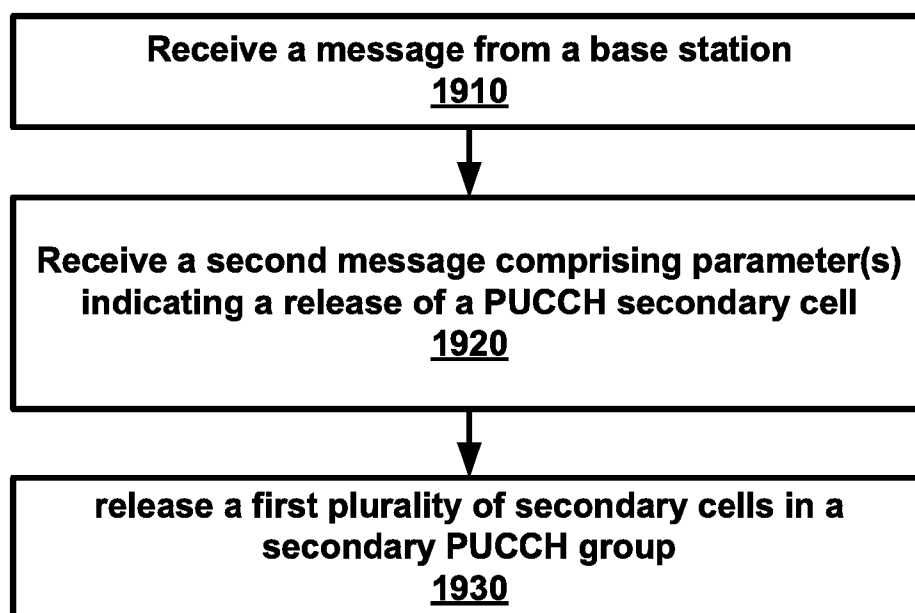 Receive a message from a base station
1910
Receive a second message comprising parameter(s)
indicating a release of a PUCCH secondary cell
1920
release a first plurality of secondary cells in a
secondary PUCCH group
1930